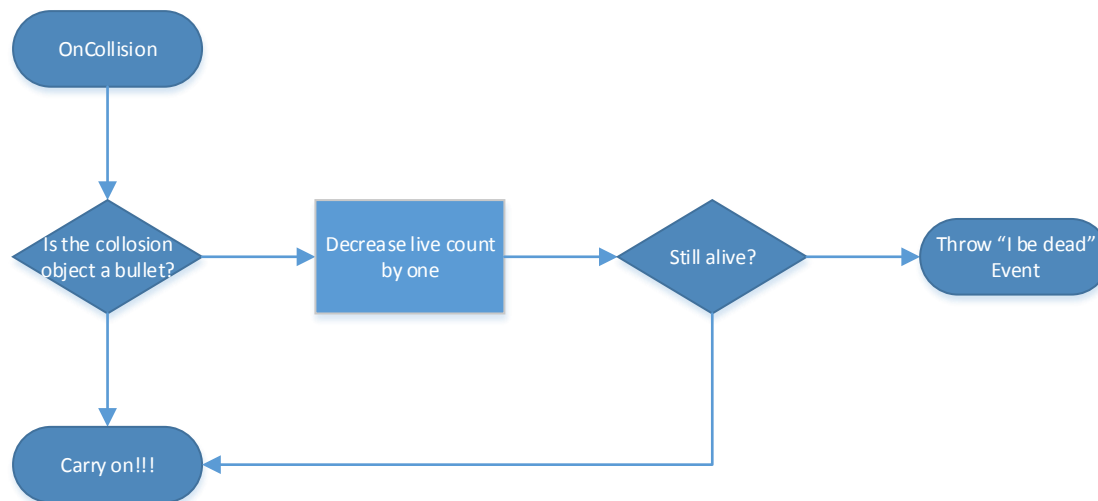 OnCollision
Is the collosion
object a bullet?
Decrease live count
by one
Still alive?
Throw “I be dead”
Event
Carry on!!!